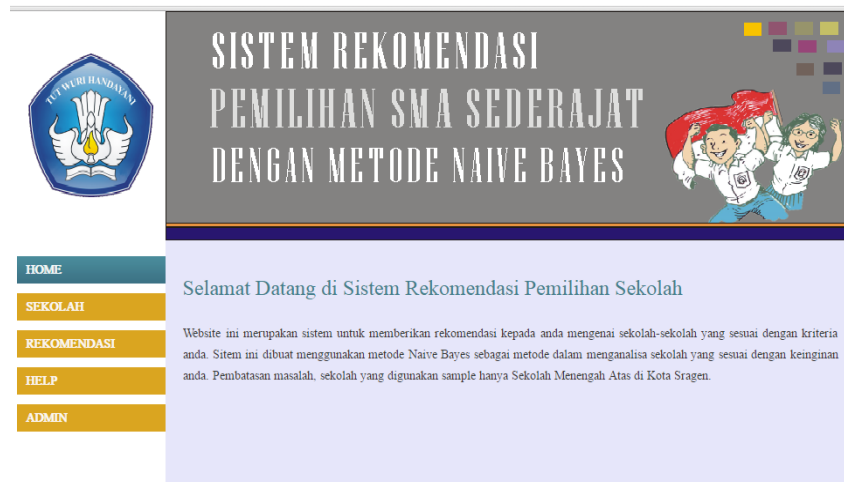 TUT WURI HANDAYANI
SISTEM REKOMENDASI
PEMILIHAN SMA SEDERAJAT
DENGAN METODE NAIVE BAYES
HOME
SEKOLAH
REKOMENDASI
HELP
ADMIN
Selamat Datang di Sistem Rekomendasi Pemilihan Sekolah
Website ini merupakan sistem untuk memberikan rekomendasi kepada anda mengenai sekolah-sekolah yang sesuai dengan kriteria
anda. Sitem ini dibuat menggunakan metode Naive Bayes sebagai metode dalam menganalisa sekolah yang sesuai dengan keinginan
anda. Pembatasan masalah, sekolah yang digunakan sample hanya Sekolah Menengah Atas di Kota Sragen.